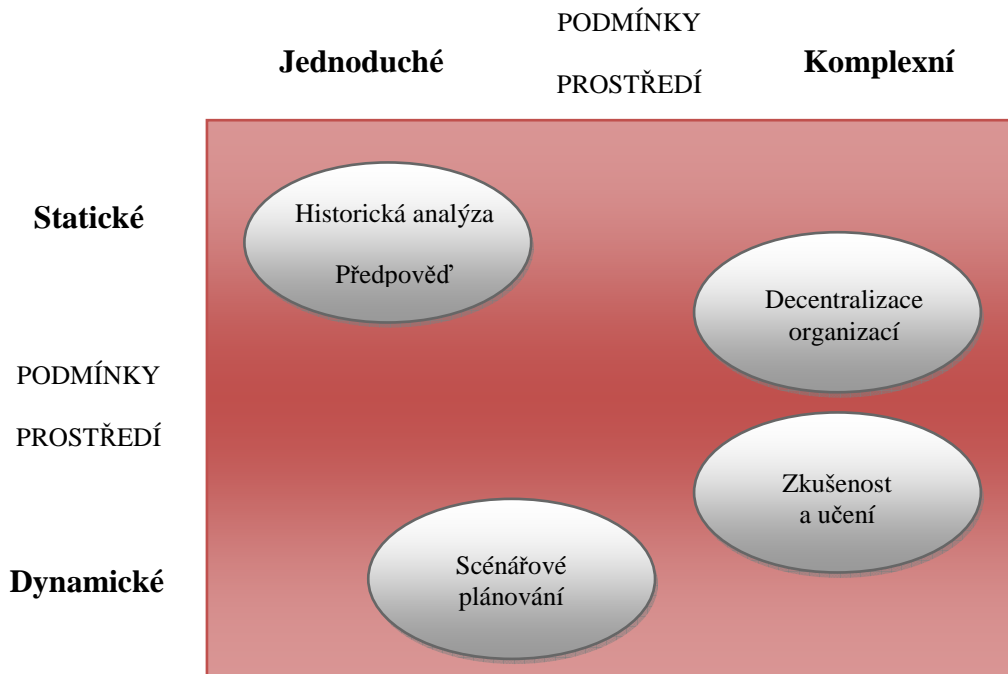 PODMÍNKY
Jednoduché
Komplexní
PROSTŘEDÍ
Statické
Historická analýza
Předpověď
Decentralizace
organizací
PODMÍNKY
PROSTŘEDÍ
Zkušenost
a učení
Dynamické
Scénářové
plánování